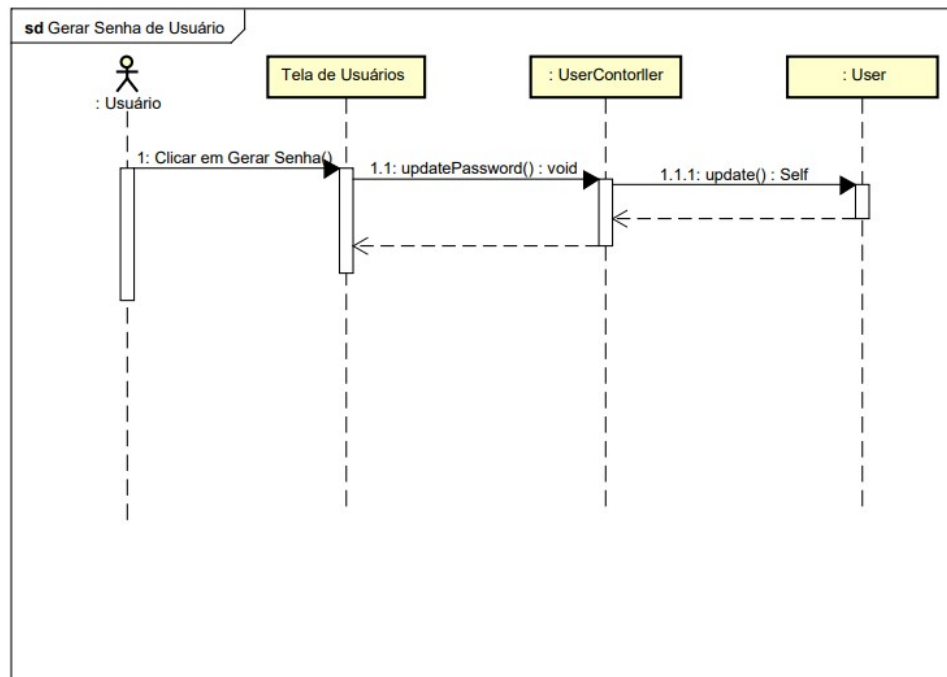 sd Gerar Senha de Usuário
: Usuário
Tela de Usuários
: UserContorller
: User
1: Clicar em Gerar Senha()
1.1: updatePassword() : void
1.1.1: update() : Self